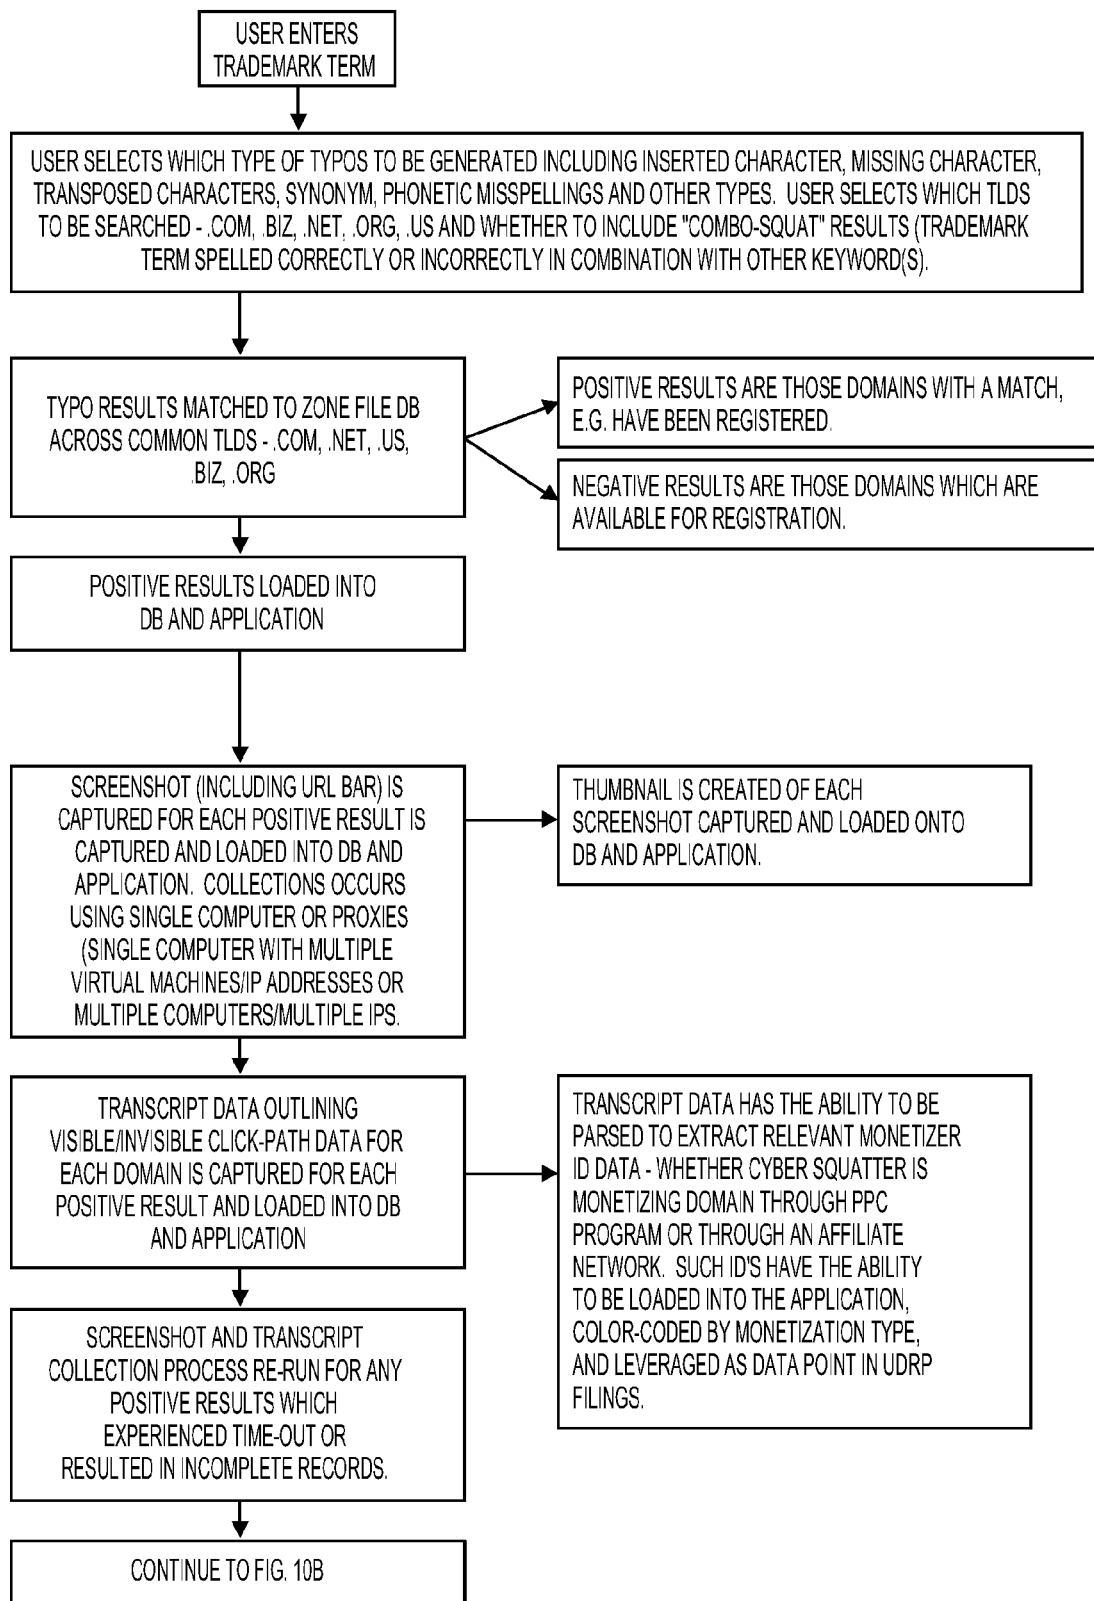 USER ENTERS
TRADEMARK TERM
USER SELECTS WHICH TYPE OF TYPOS TO BE GENERATED INCLUDING INSERTED CHARACTER, MISSING CHARACTER,
TRANSPOSED CHARACTERS, SYNONYM, PHONETIC MISSPELLINGS AND OTHER TYPES. USER SELECTS WHICH TLDS
TO BE SEARCHED - .COM, .BIZ, .NET, .ORG, .US AND WHETHER TO INCLUDE "COMBO-SQUAT" RESULTS (TRADEMARK
TERM SPELLED CORRECTLY OR INCORRECTLY IN COMBINATION WITH OTHER KEYWORD(S).
TYPO RESULTS MATCHED TO ZONE FILE DB
ACROSS COMMON TLDS - .COM, .NET, .US,
.BIZ, .ORG
POSITIVE RESULTS ARE THOSE DOMAINS WITH A MATCH,
E.G. HAVE BEEN REGISTERED.
NEGATIVE RESULTS ARE THOSE DOMAINS WHICH ARE
AVAILABLE FOR REGISTRATION.
POSITIVE RESULTS LOADED INTO
DB AND APPLICATION
SCREENSHOT (INCLUDING URL BAR) IS
CAPTURED FOR EACH POSITIVE RESULT IS
CAPTURED AND LOADED INTO DB AND
APPLICATION. COLLECTIONS OCCURS
USING SINGLE COMPUTER OR PROXIES
(SINGLE COMPUTER WITH MULTIPLE
VIRTUAL MACHINES/IP ADDRESSES OR
MULTIPLE COMPUTERS/MULTIPLE IPS.
THUMBNAIL IS CREATED OF EACH
SCREENSHOT CAPTURED AND LOADED ONTO
DB AND APPLICATION.
TRANSCRIPT DATA OUTLINING
VISIBLE/INVISIBLE CLICK-PATH DATA FOR
EACH DOMAIN IS CAPTURED FOR EACH
POSITIVE RESULT AND LOADED INTO DB
AND APPLICATION
TRANSCRIPT DATA HAS THE ABILITY TO BE
PARSED TO EXTRACT RELEVANT MONETIZER
ID DATA - WHETHER CYBER SQUATTER IS
MONETIZING DOMAIN THROUGH PPC
PROGRAM OR THROUGH AN AFFILIATE
NETWORK. SUCH ID'S HAVE THE ABILITY
TO BE LOADED INTO THE APPLICATION,
COLOR-CODED BY MONETIZATION TYPE,
AND LEVERAGED AS DATA POINT IN UDRP
FILINGS.
SCREENSHOT AND TRANSCRIPT
COLLECTION PROCESS RE-RUN FOR ANY
POSITIVE RESULTS WHICH
EXPERIENCED TIME-OUT OR
RESULTED IN INCOMPLETE RECORDS.
CONTINUE TO FIG. 10B